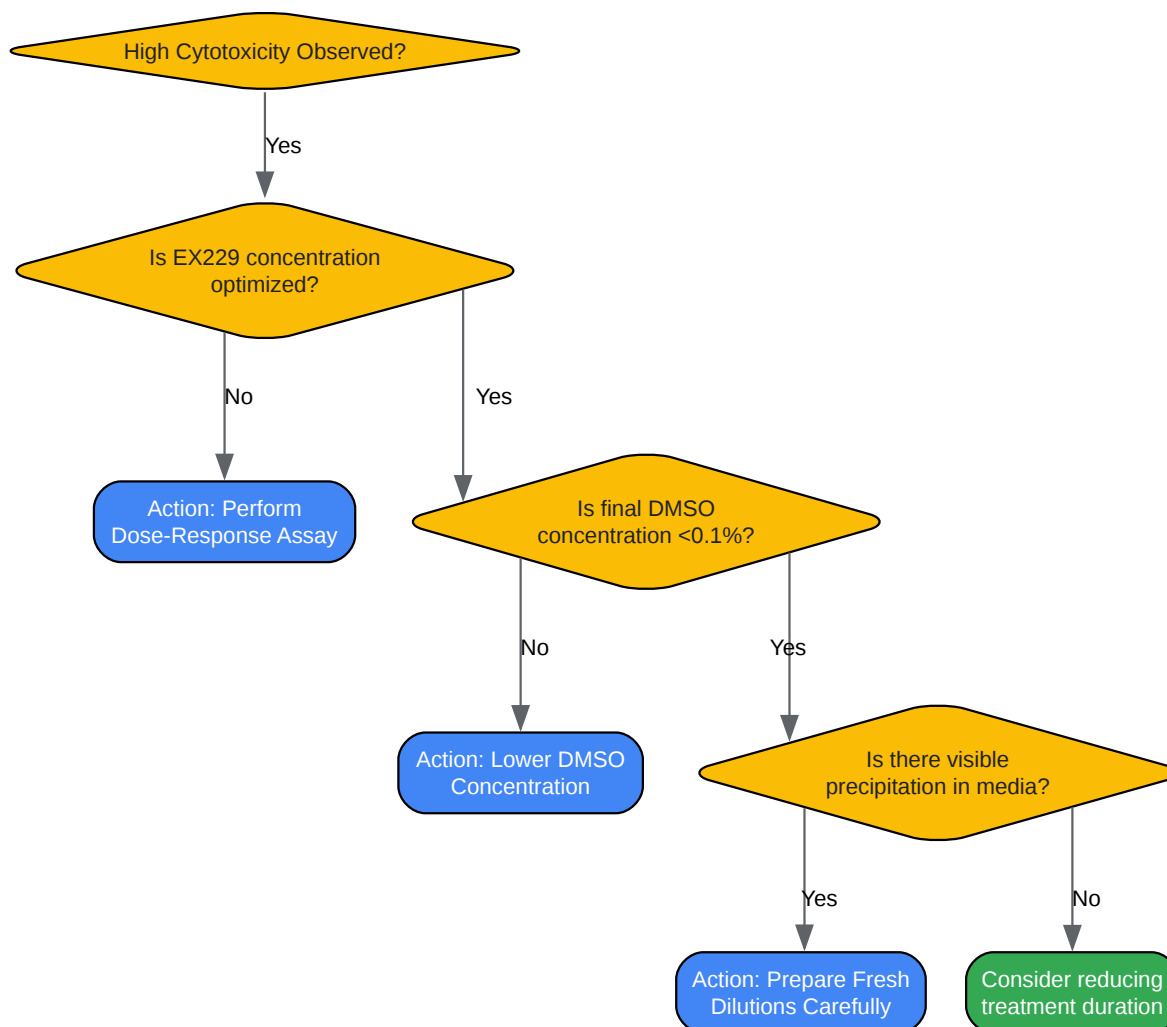 High Cytotoxicity Observed?
Yes
Is EX229 concentration
optimized?
No
Yes
Action: Perform
Dose-Response Assay
Is final DMSO
concentration <0.1%?
No
Yes
Action: Lower DMSO
Concentration
Is there visible
precipitation in media?
Yes
No
Action: Prepare Fresh
Dilutions Carefully
Consider reducing
treatment duration